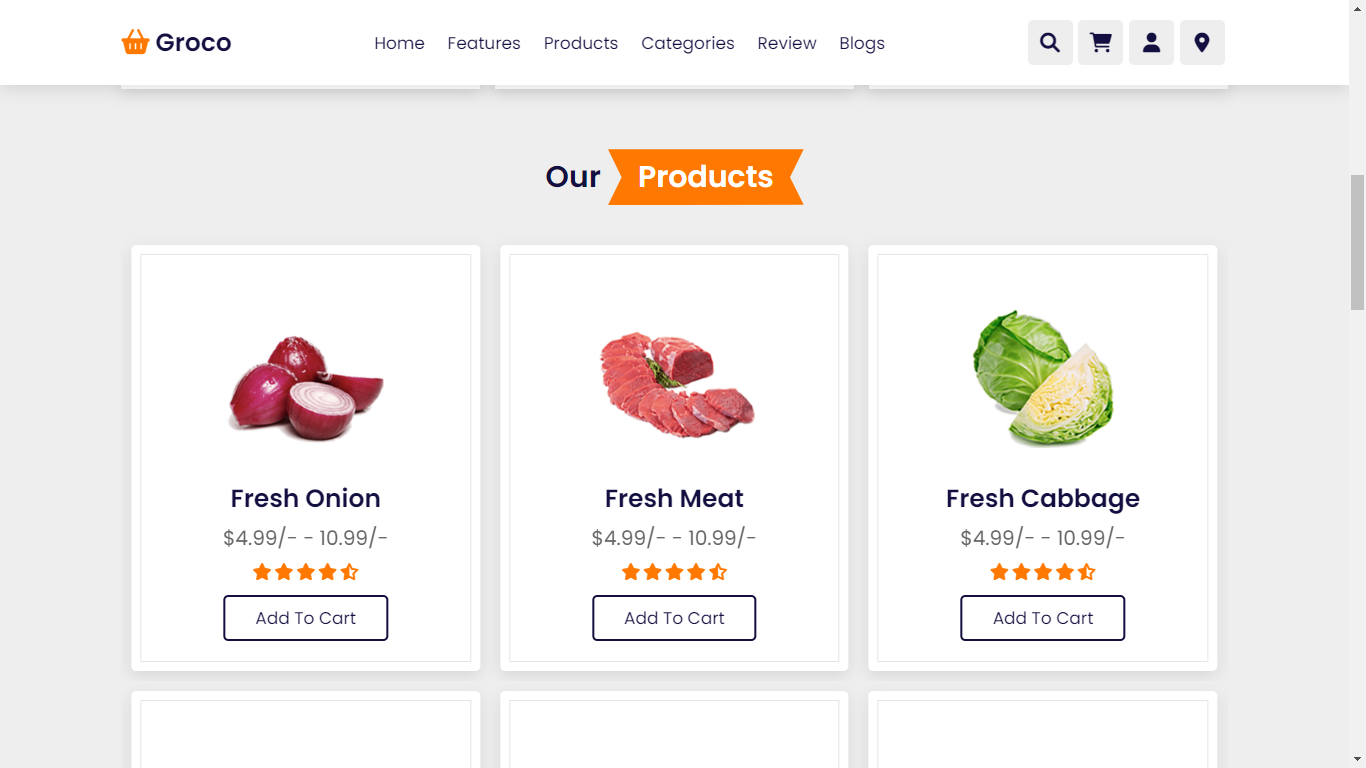 Groco
Home Features Products Categories Review Blogs
Our Products
Fresh Onion
$4.99/- - 10.99/-
Add To Cart
Fresh Meat
$4.99/- - 10.99/-
Add To Cart
Fresh Cabbage
$4.99/- - 10.99/-
Add To Cart